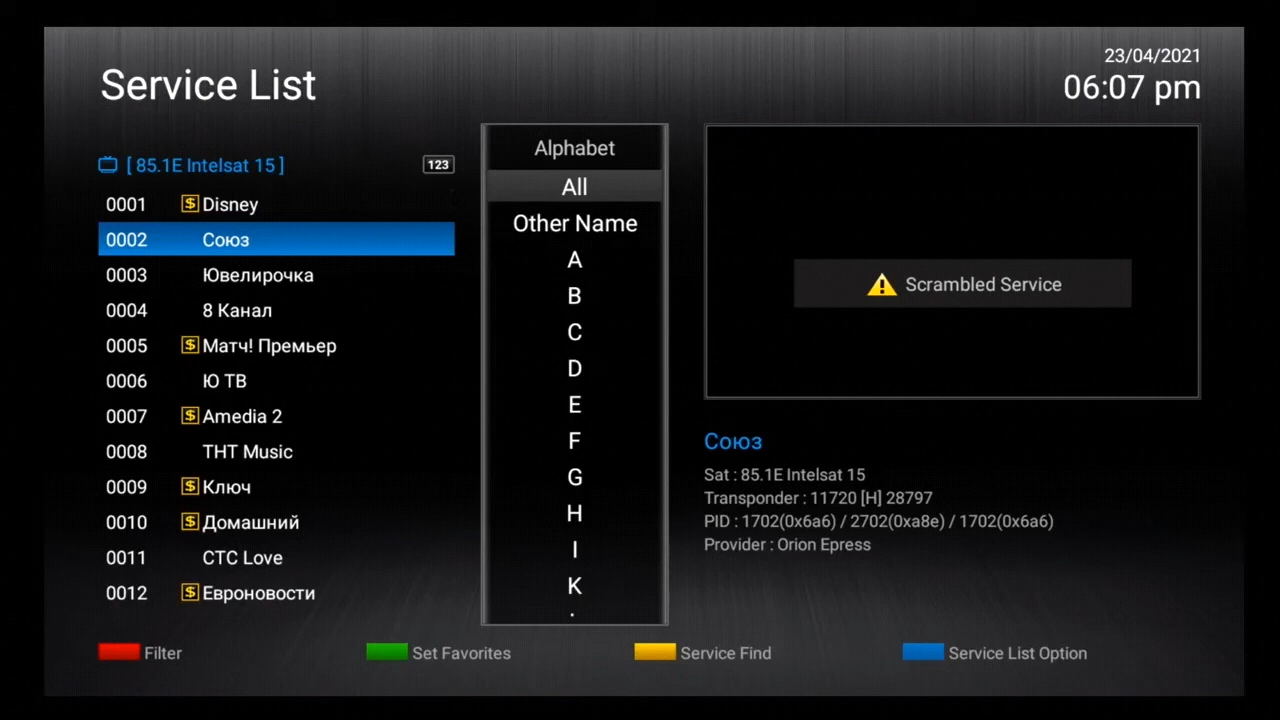 Service List
23/04/2021
06:07 pm
[ 85.1E Intelsat 15 ]
123
0001 $ Disney
0002 Союз
0003 Ювелирочка
0004 8 Канал
0005 $ Матч! Премьер
0006 Ю ТВ
0007 $ Amedia 2
0008 ТНТ Music
0009 $ Ключ
0010 $ Домашний
0011 СТС Love
0012 $ Евроновости
Alphabet
All
Other Name
A
B
C
D
E
F
G
H
I
K
Scrambled Service
Союз
Sat : 85.1E Intelsat 15
Transponder : 11720 [H] 28797
PID : 1702(0x6a6) / 2702(0xa8e) / 1702(0x6a6)
Provider : Orion Epress
Filter
Set Favorites
Service Find
Service List Option